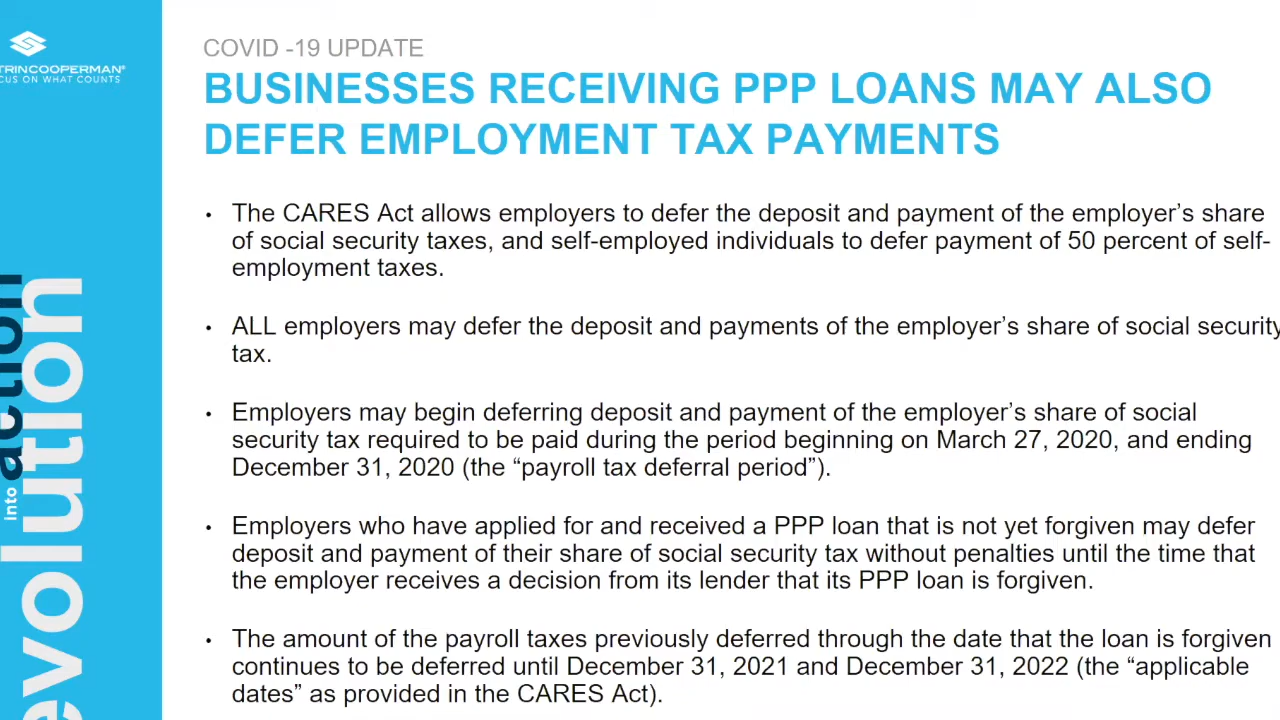 TRINCOOPERMAN®
CUS ON WHAT COUNTS
COVID -19 UPDATE
BUSINESSES RECEIVING PPP LOANS MAY ALSO
DEFER EMPLOYMENT TAX PAYMENTS
• The CARES Act allows employers to defer the deposit and payment of the employer’s share
of social security taxes, and self-employed individuals to defer payment of 50 percent of self-
employment taxes.
• ALL employers may defer the deposit and payments of the employer’s share of social security
tax.
• Employers may begin deferring deposit and payment of the employer’s share of social
security tax required to be paid during the period beginning on March 27, 2020, and ending
December 31, 2020 (the “payroll tax deferral period”).
• Employers who have applied for and received a PPP loan that is not yet forgiven may defer
deposit and payment of their share of social security tax without penalties until the time that
the employer receives a decision from its lender that its PPP loan is forgiven.
• The amount of the payroll taxes previously deferred through the date that the loan is forgiven
continues to be deferred until December 31, 2021 and December 31, 2022 (the “applicable
dates” as provided in the CARES Act).
into action
evolution